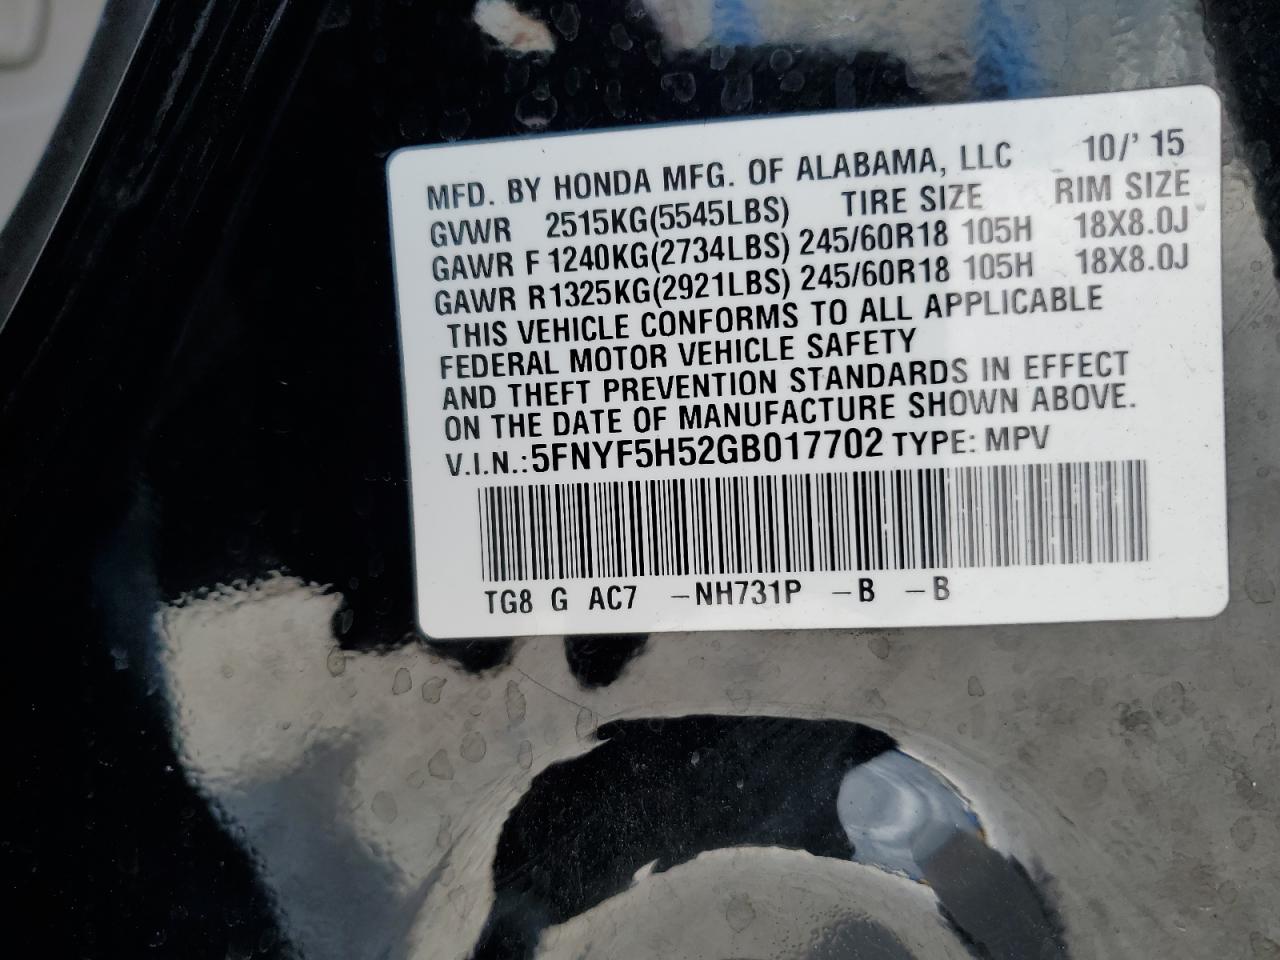 MFD. BY HONDA MFG. OF ALABAMA, LLC 10/' 15
GVWR 2515KG(5545LBS) TIRE SIZE RIM SIZE
GAWR F 1240KG(2734LBS) 245/60R18 105H 18X8.0J
GAWR R 1325KG(2921LBS) 245/60R18 105H 18X8.0J
THIS VEHICLE CONFORMS TO ALL APPLICABLE
FEDERAL MOTOR VEHICLE SAFETY
AND THEFT PREVENTION STANDARDS IN EFFECT
ON THE DATE OF MANUFACTURE SHOWN ABOVE.
V.I.N.: 5FNYF5H52GB017702 TYPE: MPV
TG8 G AC7 -NH731P -B -B